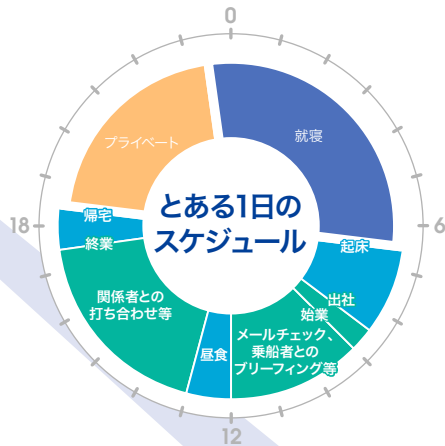 0
就寝
6
起床
出社
始業
メールチェック、
乗船者との
ブリーフィング等
12
昼食
関係者との
打ち合わせ等
終業
帰宅
18
プライベート
とある1日の
スケジュール